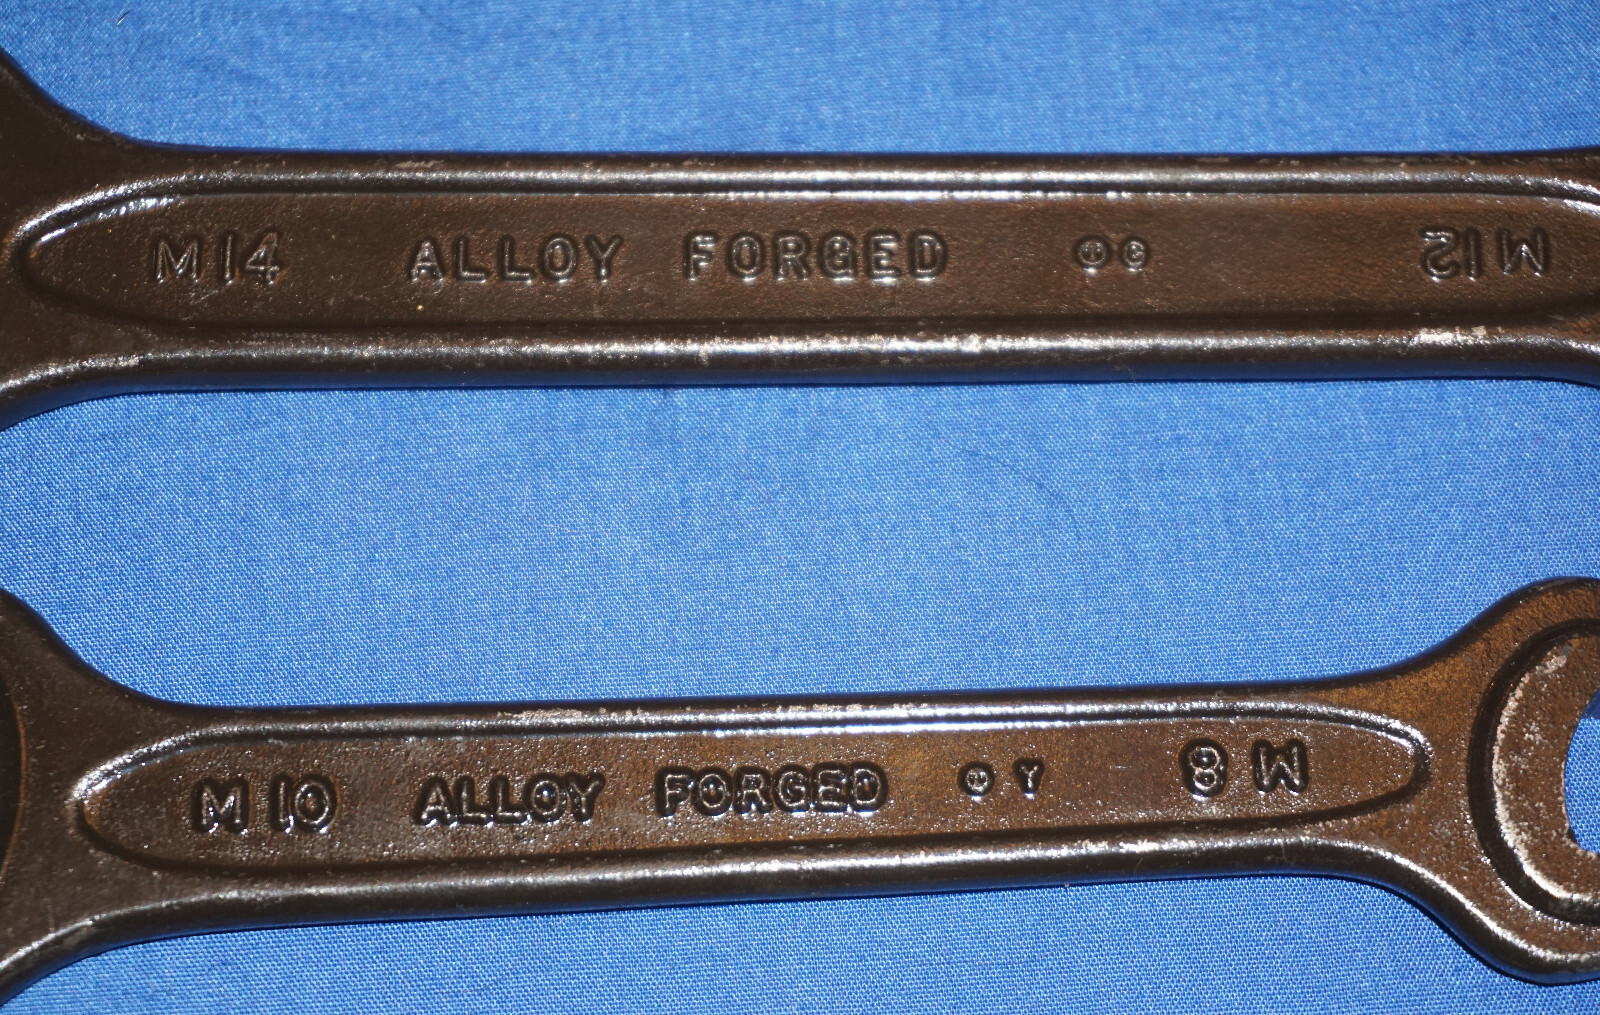 M14 ALLOY FORGED M12
M10 ALLOY FORGED Y M8